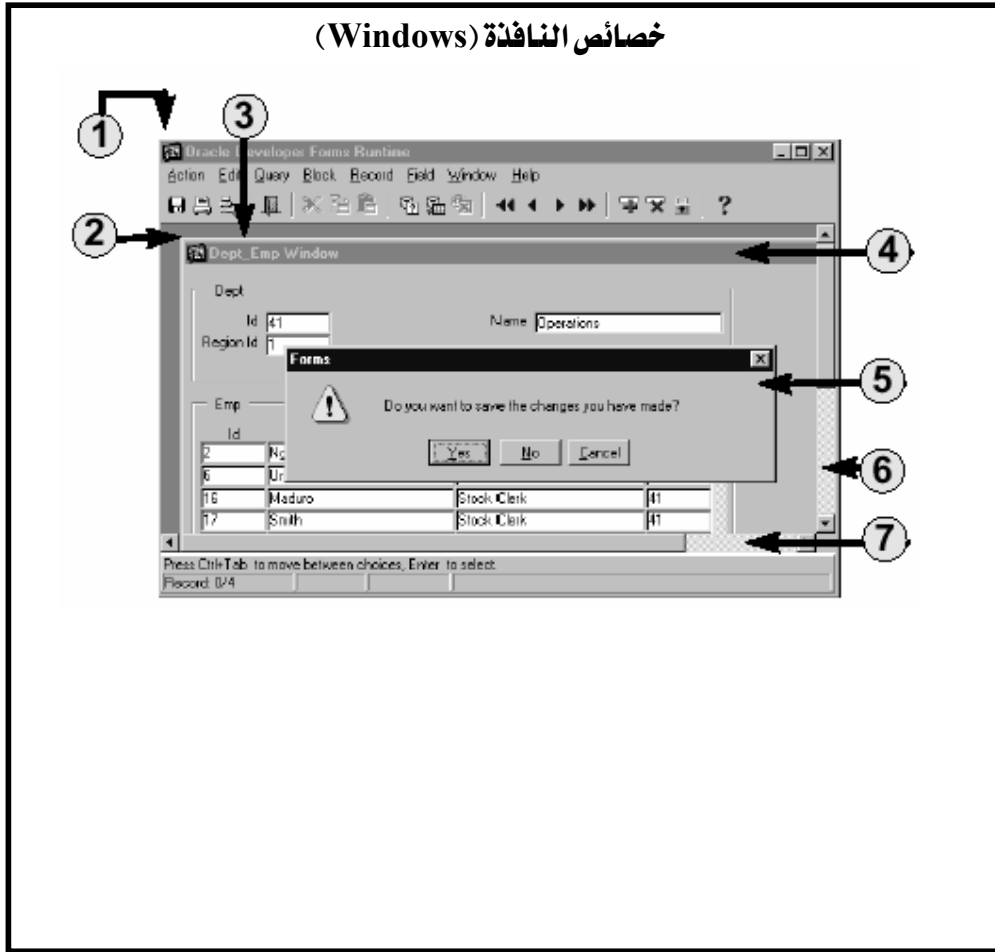 خصائص النافذة (Windows)
1
3
Oracle Developer Forms Runtime
Action Edit Query Block Record Field Window Help
2
Dept_Emp Window
4
Dept
Id 41 Name Operations
Region Id 1
Forms
5
Do you want to save the changes you have made?
Emp
Id
Yes No Cancel
2
6
6
16 Maduro Stock Clerk 41
17 Smith Stock Clerk 41
7
Press Ctrl+Tab to move between choices, Enter to select.
Record: 0/4